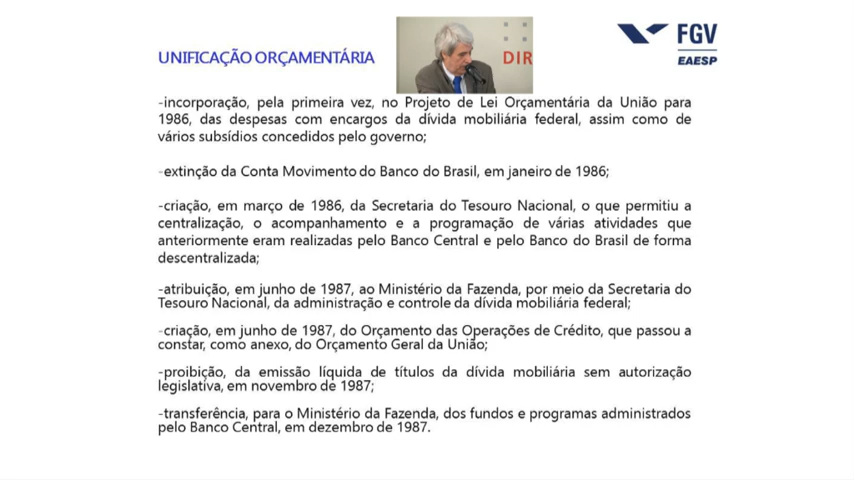 FGV
EAESP
UNIFICAÇÃO ORÇAMENTÁRIA
DIR
-incorporação, pela primeira vez, no Projeto de Lei Orçamentária da União para
1986, das despesas com encargos da dívida mobiliária federal, assim como de
vários subsídios concedidos pelo governo;
-extinção da Conta Movimento do Banco do Brasil, em janeiro de 1986;
-criação, em março de 1986, da Secretaria do Tesouro Nacional, o que permitiu a
centralização, o acompanhamento e a programação de várias atividades que
anteriormente eram realizadas pelo Banco Central e pelo Banco do Brasil de forma
descentralizada;
-atribuição, em junho de 1987, ao Ministério da Fazenda, por meio da Secretaria do
Tesouro Nacional, da administração e controle da dívida mobiliária federal;
-criação, em junho de 1987, do Orçamento das Operações de Crédito, que passou a
constar, como anexo, do Orçamento Geral da União;
-proibição, da emissão líquida de títulos da dívida mobiliária sem autorização
legislativa, em novembro de 1987;
-transferência, para o Ministério da Fazenda, dos fundos e programas administrados
pelo Banco Central, em dezembro de 1987.